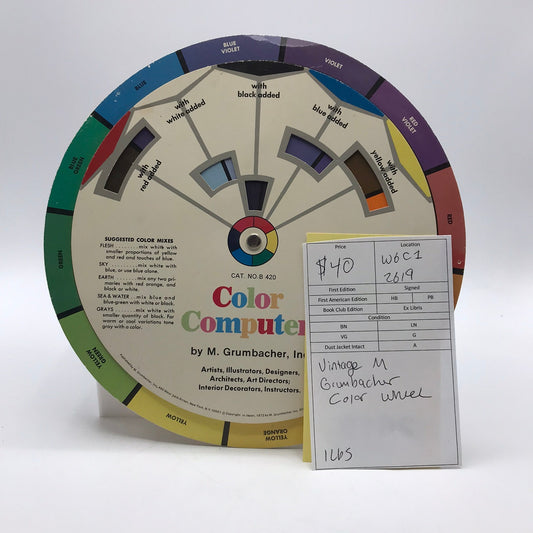 BLUE
VIOLET
VIOLET
BLUE
RED
VIOLET
BLUE
GREEN
RED
GREEN
YELLOW
GREEN
YELLOW
YELLOW
ORANGE
with
red added
with
white added
with
black added
with
blue added
with
yellow added
SUGGESTED COLOR MIXES
FLESH ........mix white with
smaller proportions of yellow
and red and touches of blue.
SKY ...........mix white with
blue, or use blue alone.
EARTH ........mix any two pri-
maries with red orange, and
black or white.
SEA & WATER ..mix blue and
blue-green with white or black.
GRAYS ........mix white with
smaller quantity of black. For
warm or cool variations tone
gray with a color.
CAT. NO. B 420
Color
Computer
by M. Grumbacher, Inc
Artists, Illustrators, Designers,
Architects, Art Directors;
Interior Decorators, Instructors.
Price
Location
$40
W6C1
2619
First Edition
Signed
First American Edition
HB
PB
Book Club Edition
Ex Libris
Condition
BN
LN
VG
G
Dust Jacket Intact
A
Vintage M
Grumbacher
Color Wheel
1 LBS